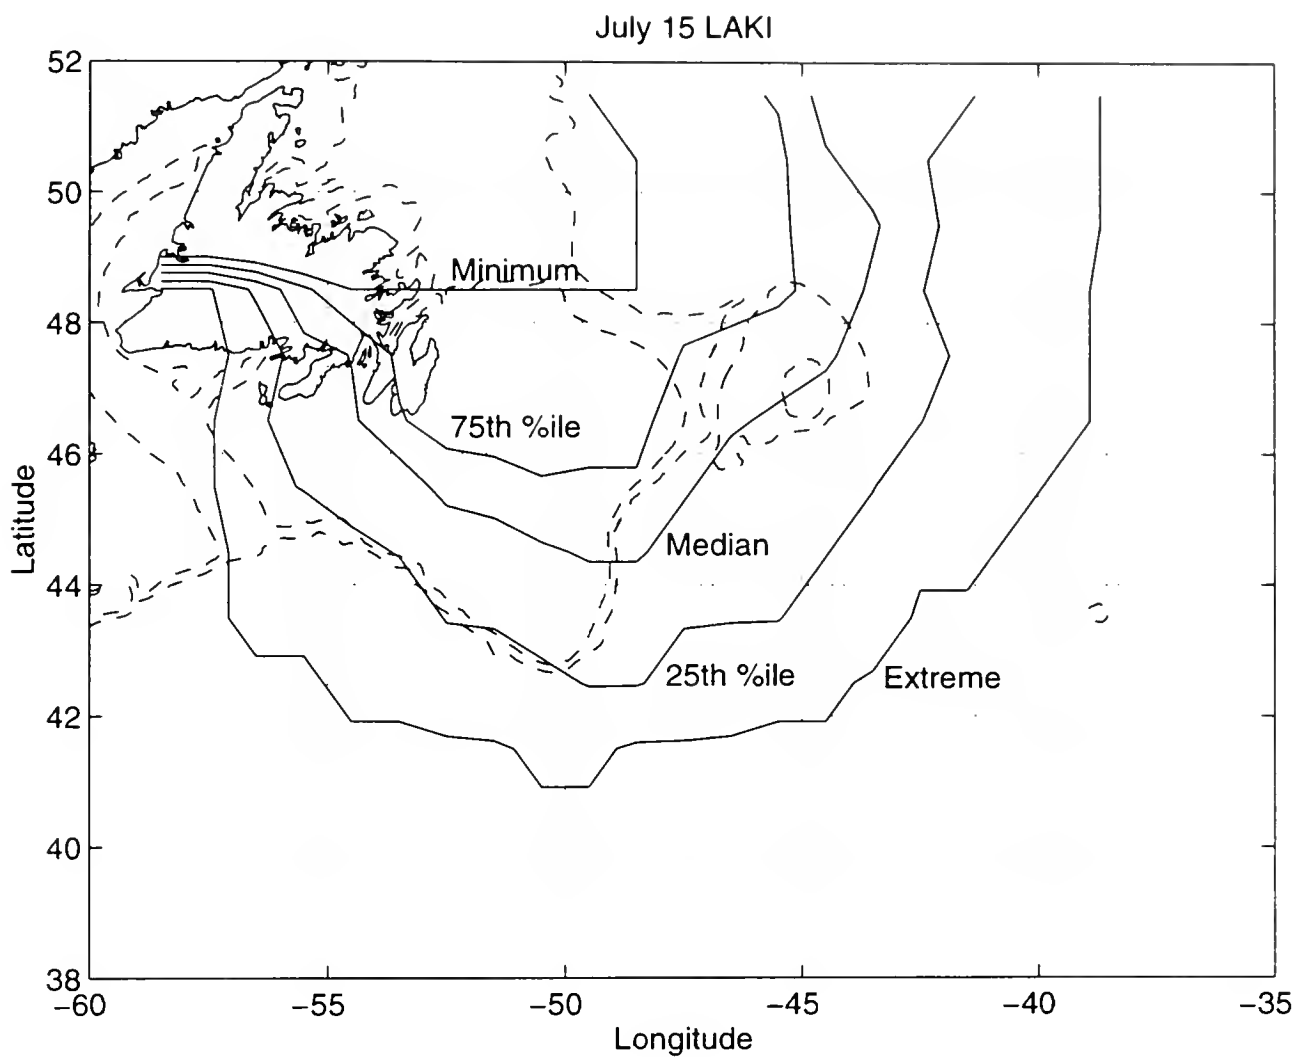 July 15 LAKI
52
50
48
46
44
42
40
38
Latitude
Minimum
75th %ile
Median
25th %ile
Extreme
−60 −55 −50 −45 −40 −35
Longitude